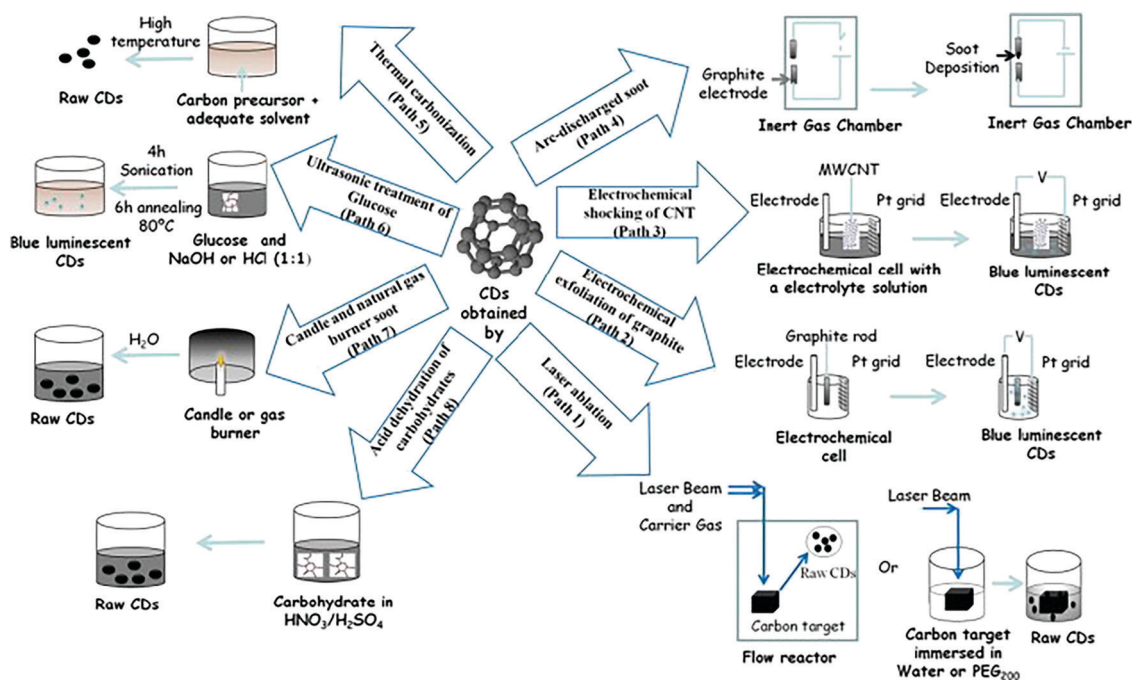 High
temperature
Raw CDs
Carbon precursor +
adequate solvent
Thermal carbonization
(Path 5)
Arc-discharged soot
(Path 4)
Graphite
electrode
Inert Gas Chamber
Soot
Deposition
Inert Gas Chamber
4h
Sonication
6h annealing
80°C
Blue luminescent
CDs
Glucose and
NaOH or HCl (1:1)
Ultrasonic treatment of
Glucose
(Path 6)
CDs
obtained
by
Electrochemical
shocking of CNT
(Path 3)
MWCNT
Electrode
Pt grid
Electrochemical cell with
a electrolyte solution
V
Electrode
Pt grid
Blue luminescent
CDs
H₂O
Raw CDs
Candle or gas
burner
Candle and natural gas
burner soot
(Path 7)
Electrochemical
exfoliation of graphite
(Path 2)
Graphite rod
Electrode
Pt grid
Electrochemical
cell
V
Electrode
Pt grid
Blue luminescent
CDs
Raw CDs
Carbohydrate in
HNO₃/H₂SO₄
Acid dehydration of
carbohydrates
(Path 8)
Laser ablation
(Path 1)
Laser Beam
and
Carrier Gas
Raw CDs
Carbon target
Flow reactor
Or
Laser Beam
Carbon target
immersed in
Water or PEG₂₀₀
Raw CDs